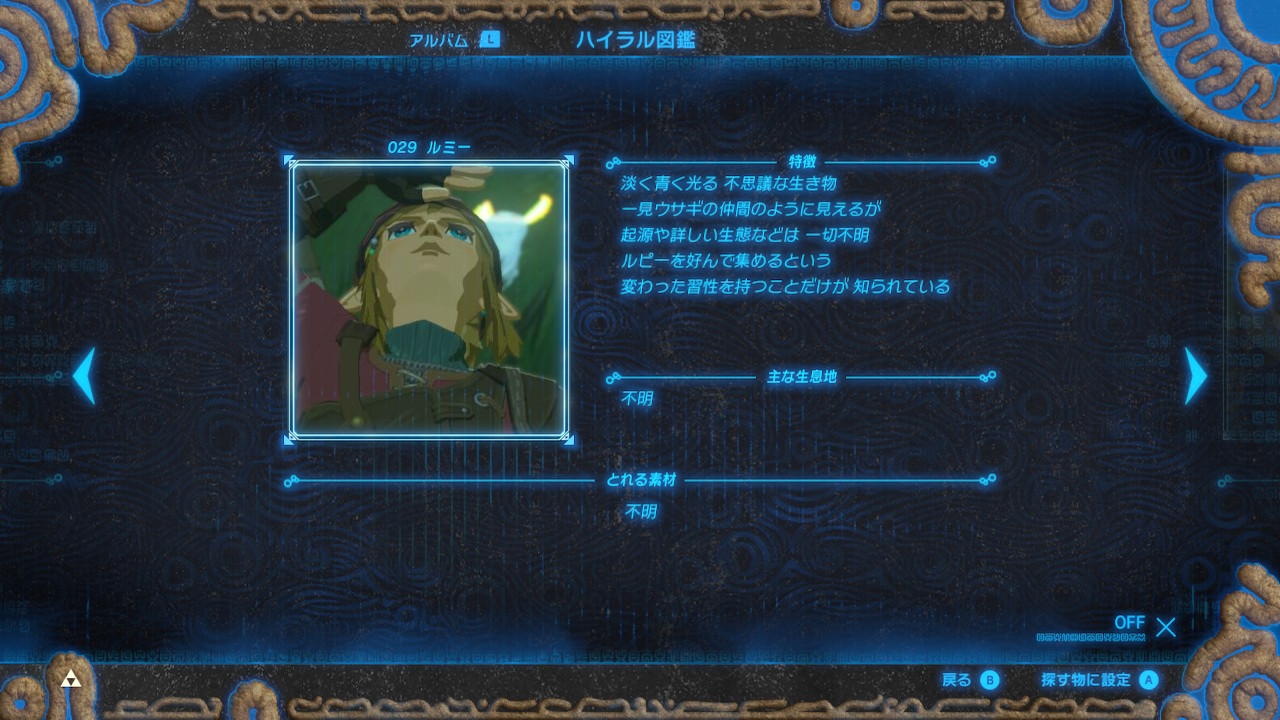 アルバム L
ハイラル図鑑
029 ルミー
特徴
淡く青く光る 不思議な生き物
一見ウサギの仲間のように見えるが
起源や詳しい生態などは 一切不明
ルピーを好んで集めるという
変わった習性を持つことだけが 知られている
主な生息地
不明
とれる素材
不明
OFF
戻る B
探す物に設定 A